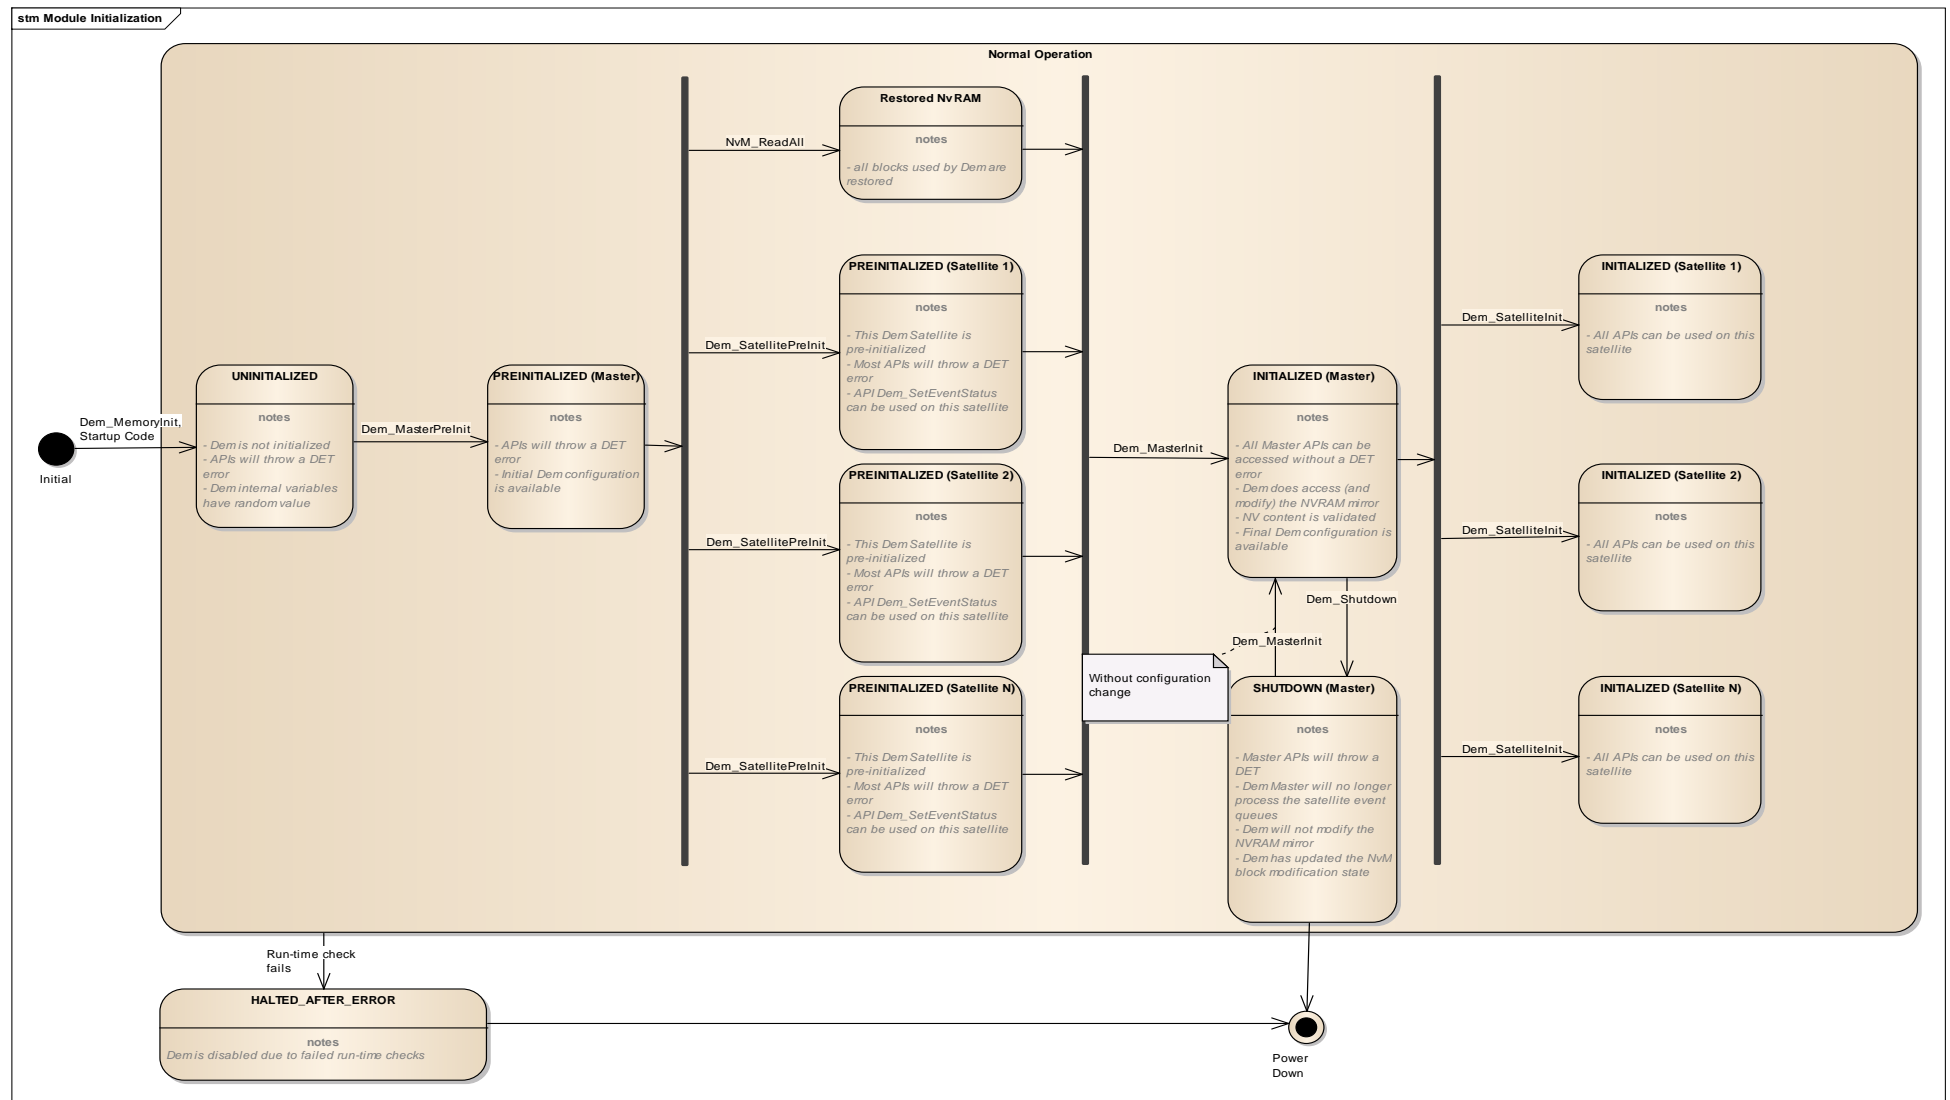 stm Module Initialization
Normal Operation
Initial
Dem_MemoryInit,
Startup Code
UNINITIALIZED
notes
- Dem is not initialized
- APIs will throw a DET
error
- Dem internal variables
have random value
Dem_MasterPreInit
PREINITIALIZED (Master)
notes
- APIs will throw a DET
error
- Initial Dem configuration
is available
NvM_ReadAll
Restored NvRAM
notes
- all blocks used by Dem are
restored
Dem_SatellitePreInit
PREINITIALIZED (Satellite 1)
notes
- This Dem Satellite is
pre-initialized
- Most APIs will throw a DET
error
- API Dem_SetEventStatus
can be used on this satellite
Dem_SatellitePreInit
PREINITIALIZED (Satellite 2)
notes
- This Dem Satellite is
pre-initialized
- Most APIs will throw a DET
error
- API Dem_SetEventStatus
can be used on this satellite
Dem_SatellitePreInit
PREINITIALIZED (Satellite N)
notes
- This Dem Satellite is
pre-initialized
- Most APIs will throw a DET
error
- API Dem_SetEventStatus
can be used on this satellite
Dem_MasterInit
INITIALIZED (Master)
notes
- All Master APIs can be
accessed without a DET
error
- Dem does access (and
modify) the NVRAM mirror
- NV content is validated
- Final Dem configuration is
available
Dem_Shutdown
Dem_MasterInit
Without configuration
change
SHUTDOWN (Master)
notes
- Master APIs will throw a
DET
- Dem Master will no longer
process the satellite event
queues
- Dem will not modify the
NVRAM mirror
- Dem has updated the NvM
block modification state
Dem_SatelliteInit
INITIALIZED (Satellite 1)
notes
- All APIs can be used on this
satellite
Dem_SatelliteInit
INITIALIZED (Satellite 2)
notes
- All APIs can be used on this
satellite
Dem_SatelliteInit
INITIALIZED (Satellite N)
notes
- All APIs can be used on this
satellite
Run-time check
fails
HALTED_AFTER_ERROR
notes
Dem is disabled due to failed run-time checks
Power
Down